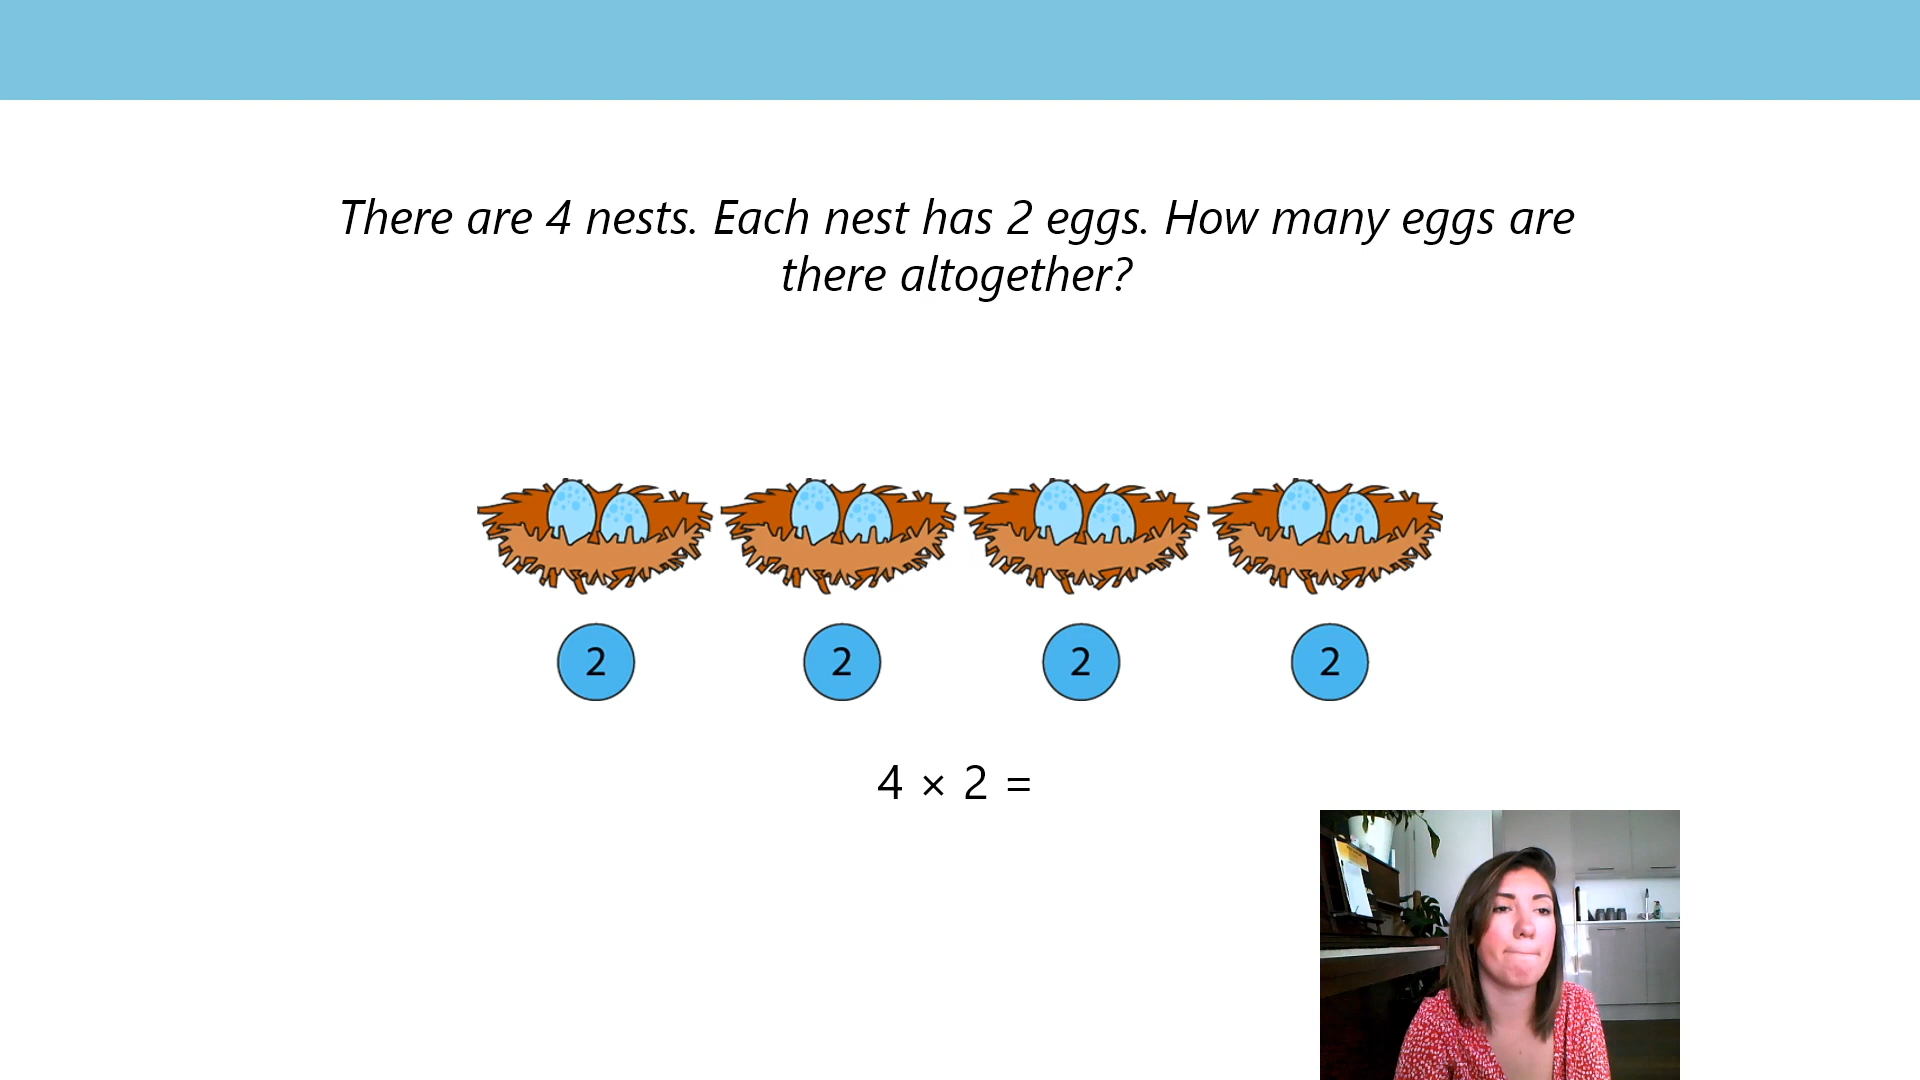 There are 4 nests. Each nest has 2 eggs. How many eggs are
there altogether?
2 2 2 2
4 × 2 =